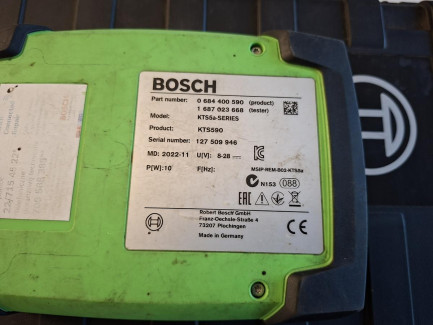 BOSCH
Part number: 0 684 400 590 (product)
1 687 023 668 (tester)
Model: KTS5a-SERIES
Product: KTS590
Serial number: 127 509 946
MD: 2022-11 U(V): 8-28 ⎓
P(W): 10 F(Hz):
MSIP-REM-BO2-KTS5a
N153 088
EAC
CE
Robert Bosch GmbH
Franz-Oechsle-Straße 4
73207 Plochingen
Made in Germany